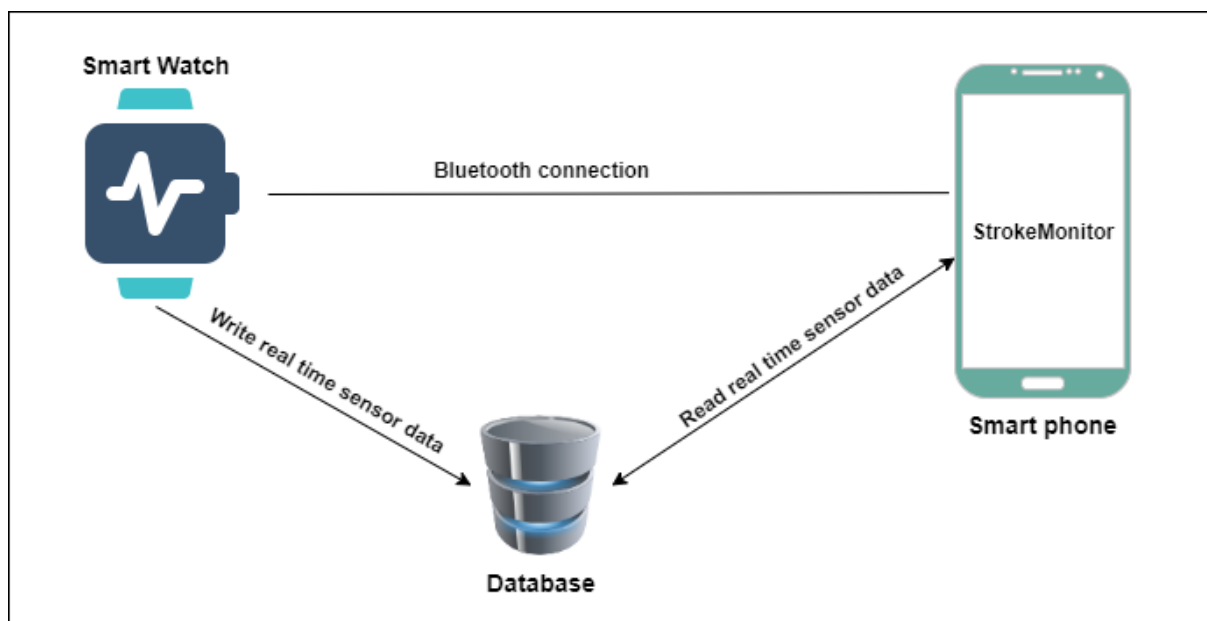 Smart Watch
Bluetooth connection
StrokeMonitor
Write real time sensor data
Read real time sensor data
Smart phone
Database